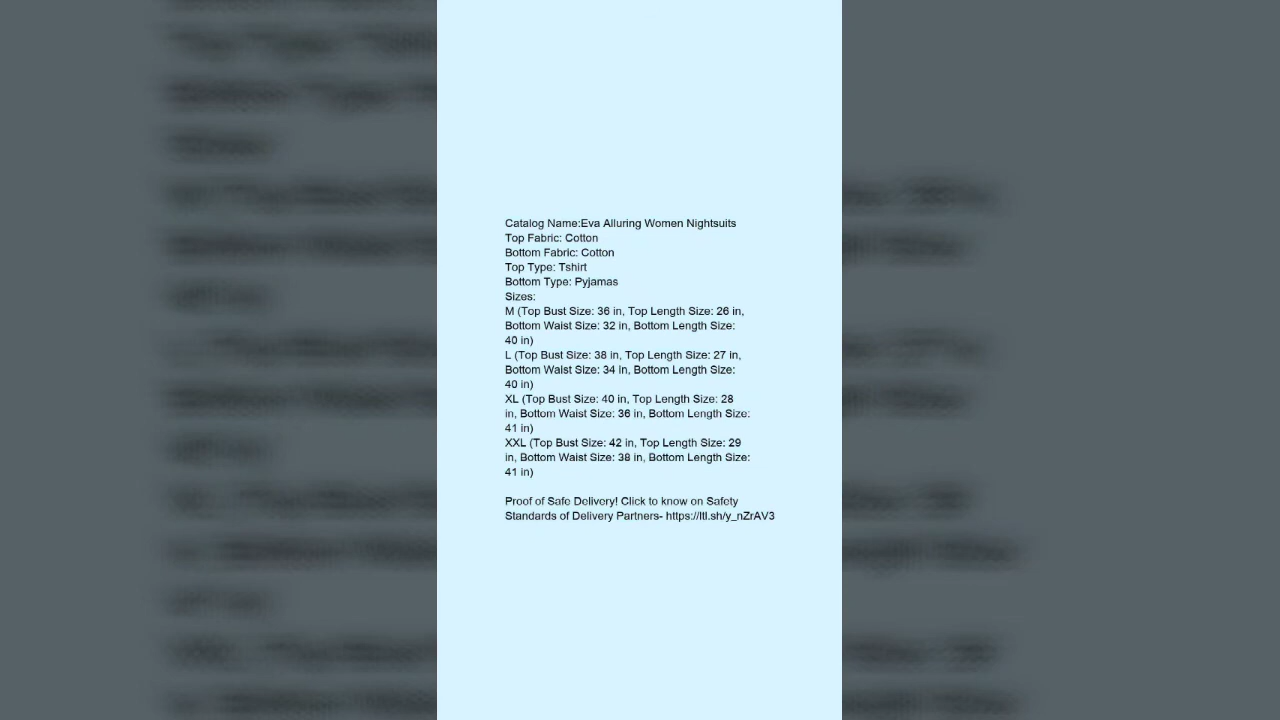 Catalog Name:Eva Alluring Women Nightsuits
Top Fabric: Cotton
Bottom Fabric: Cotton
Top Type: Tshirt
Bottom Type: Pyjamas
Sizes:
M (Top Bust Size: 36 in, Top Length Size: 26 in,
Bottom Waist Size: 32 in, Bottom Length Size:
40 in)
L (Top Bust Size: 38 in, Top Length Size: 27 in,
Bottom Waist Size: 34 in, Bottom Length Size:
40 in)
XL (Top Bust Size: 40 in, Top Length Size: 28
in, Bottom Waist Size: 36 in, Bottom Length Size:
41 in)
XXL (Top Bust Size: 42 in, Top Length Size: 29
in, Bottom Waist Size: 38 in, Bottom Length Size:
41 in)
Proof of Safe Delivery! Click to know on Safety
Standards of Delivery Partners- https://ltl.sh/y_nZrAV3